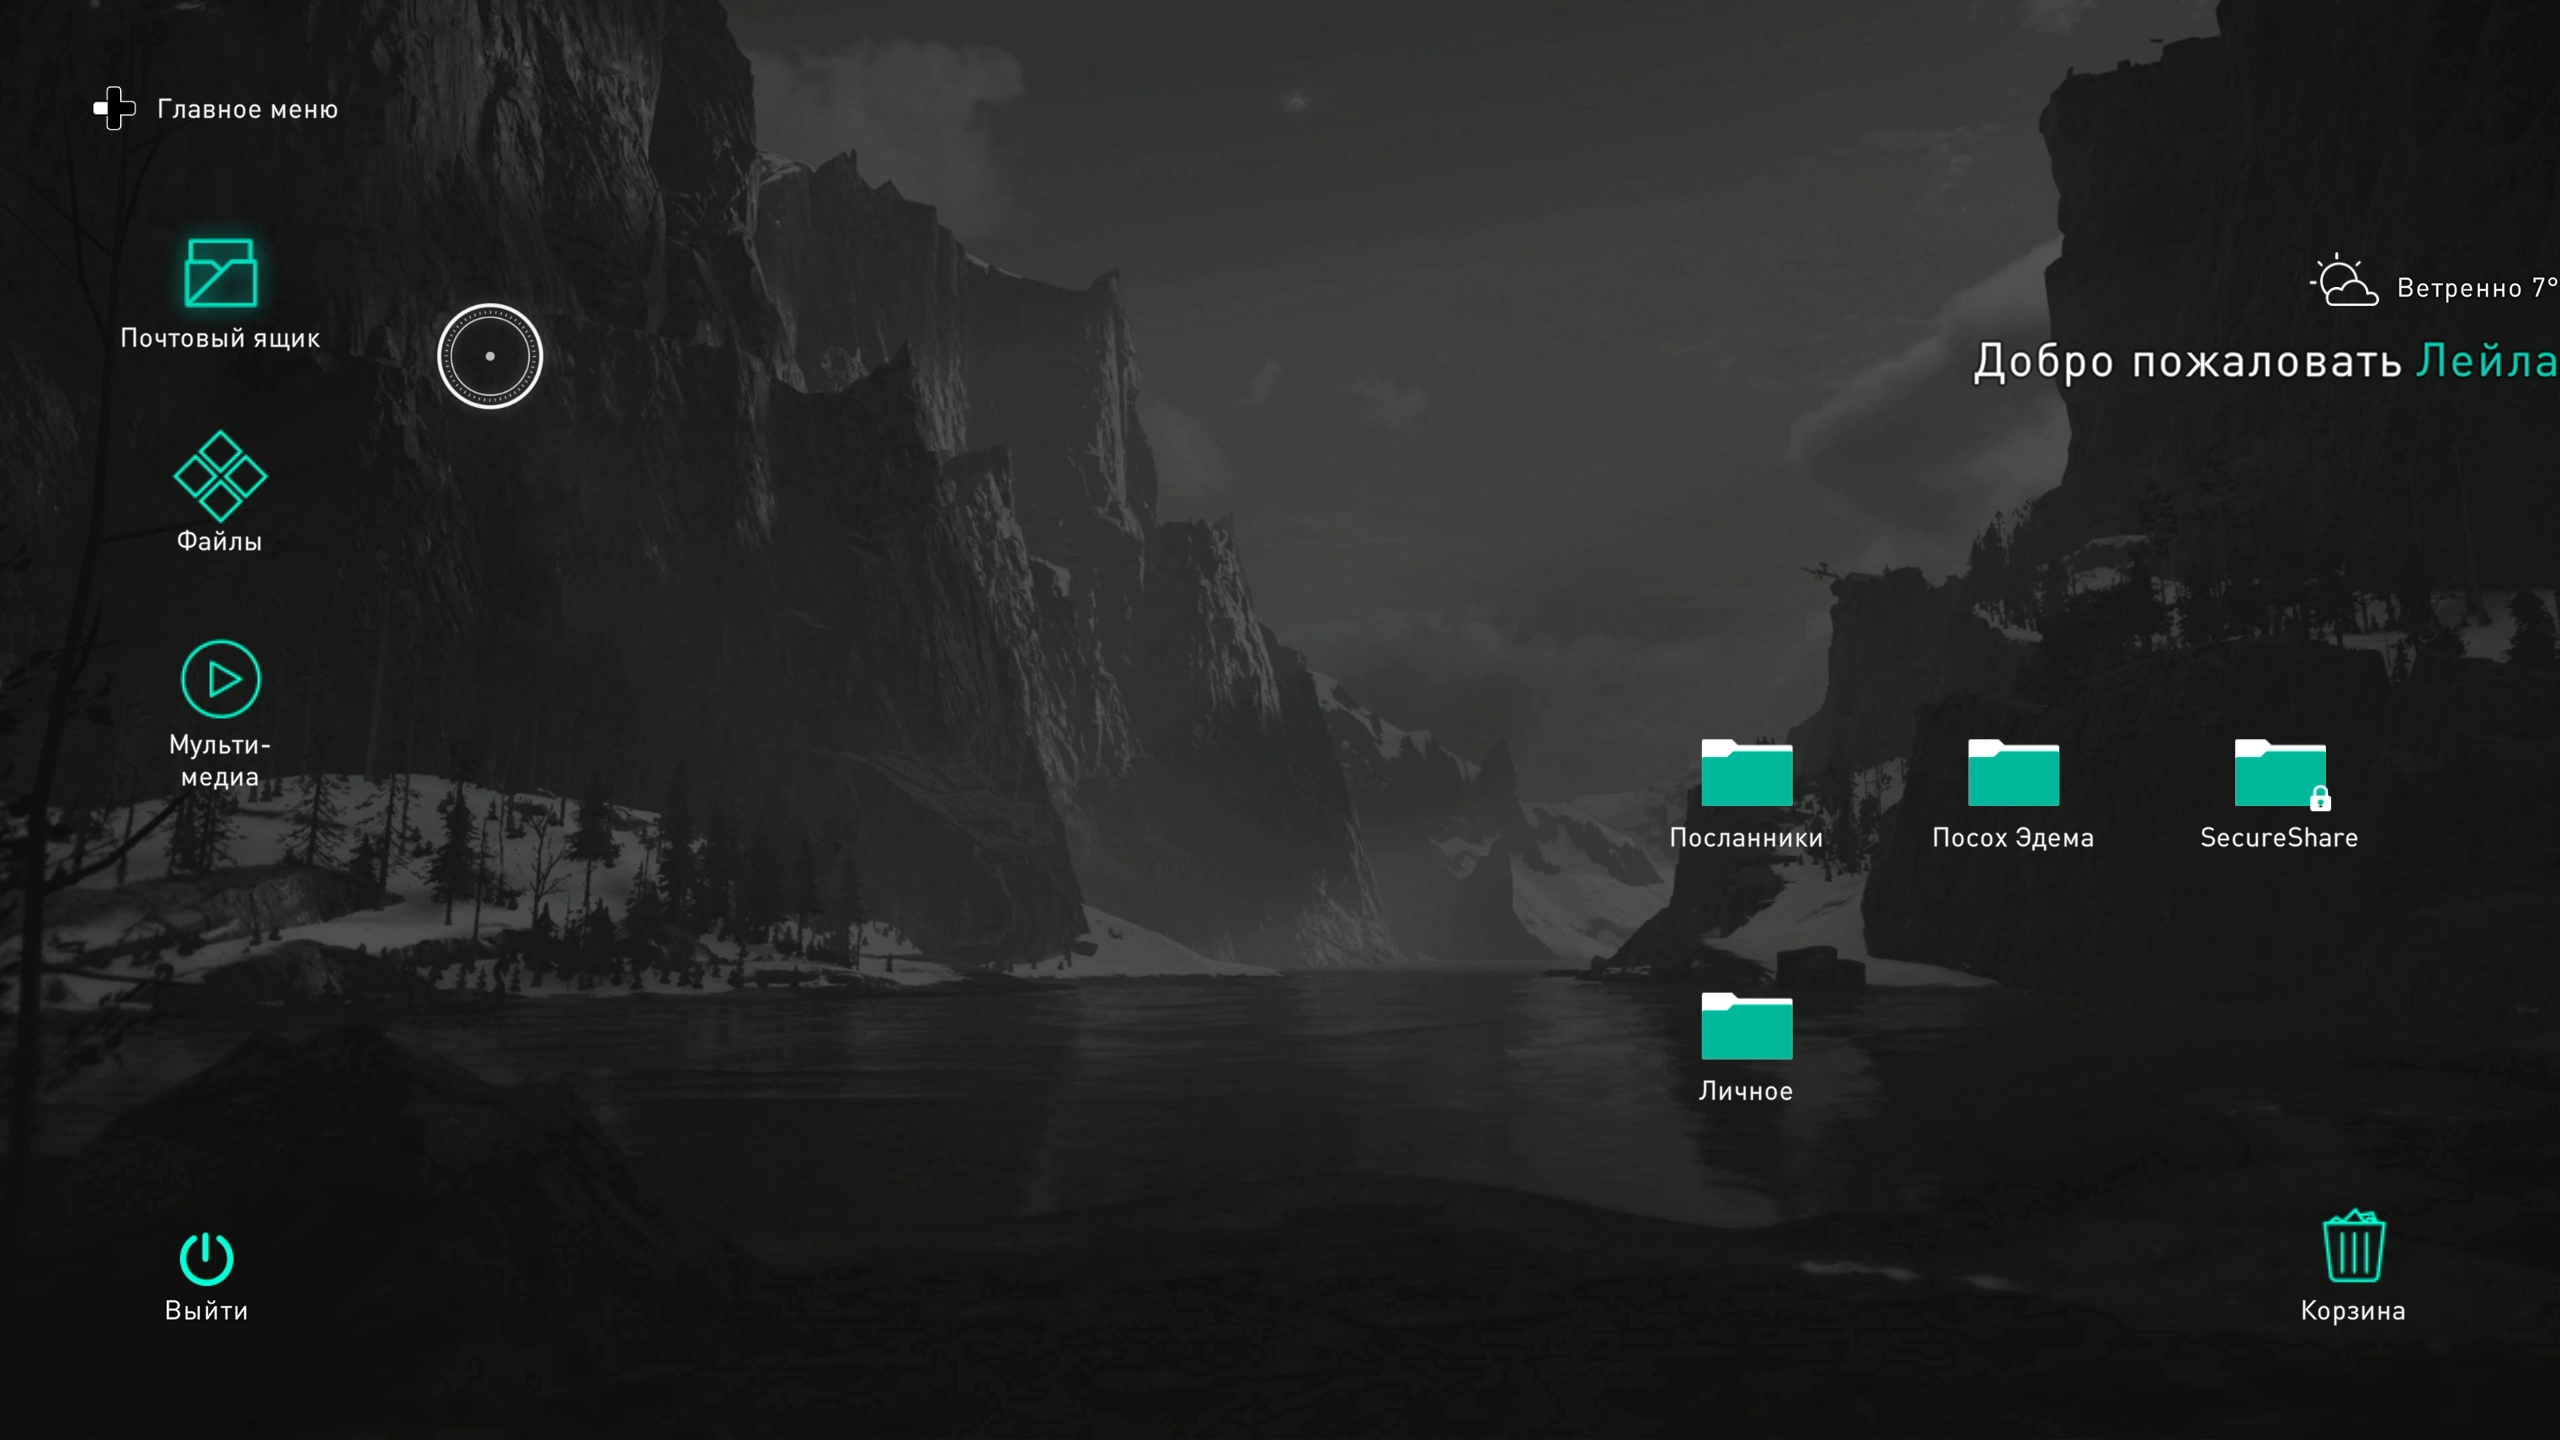 Главное меню
Почтовый ящик
Файлы
Мульти-
медиа
Выйти
Ветренно 7°
Добро пожаловать Лейла
Посланники
Посох Эдема
SecureShare
Личное
Корзина